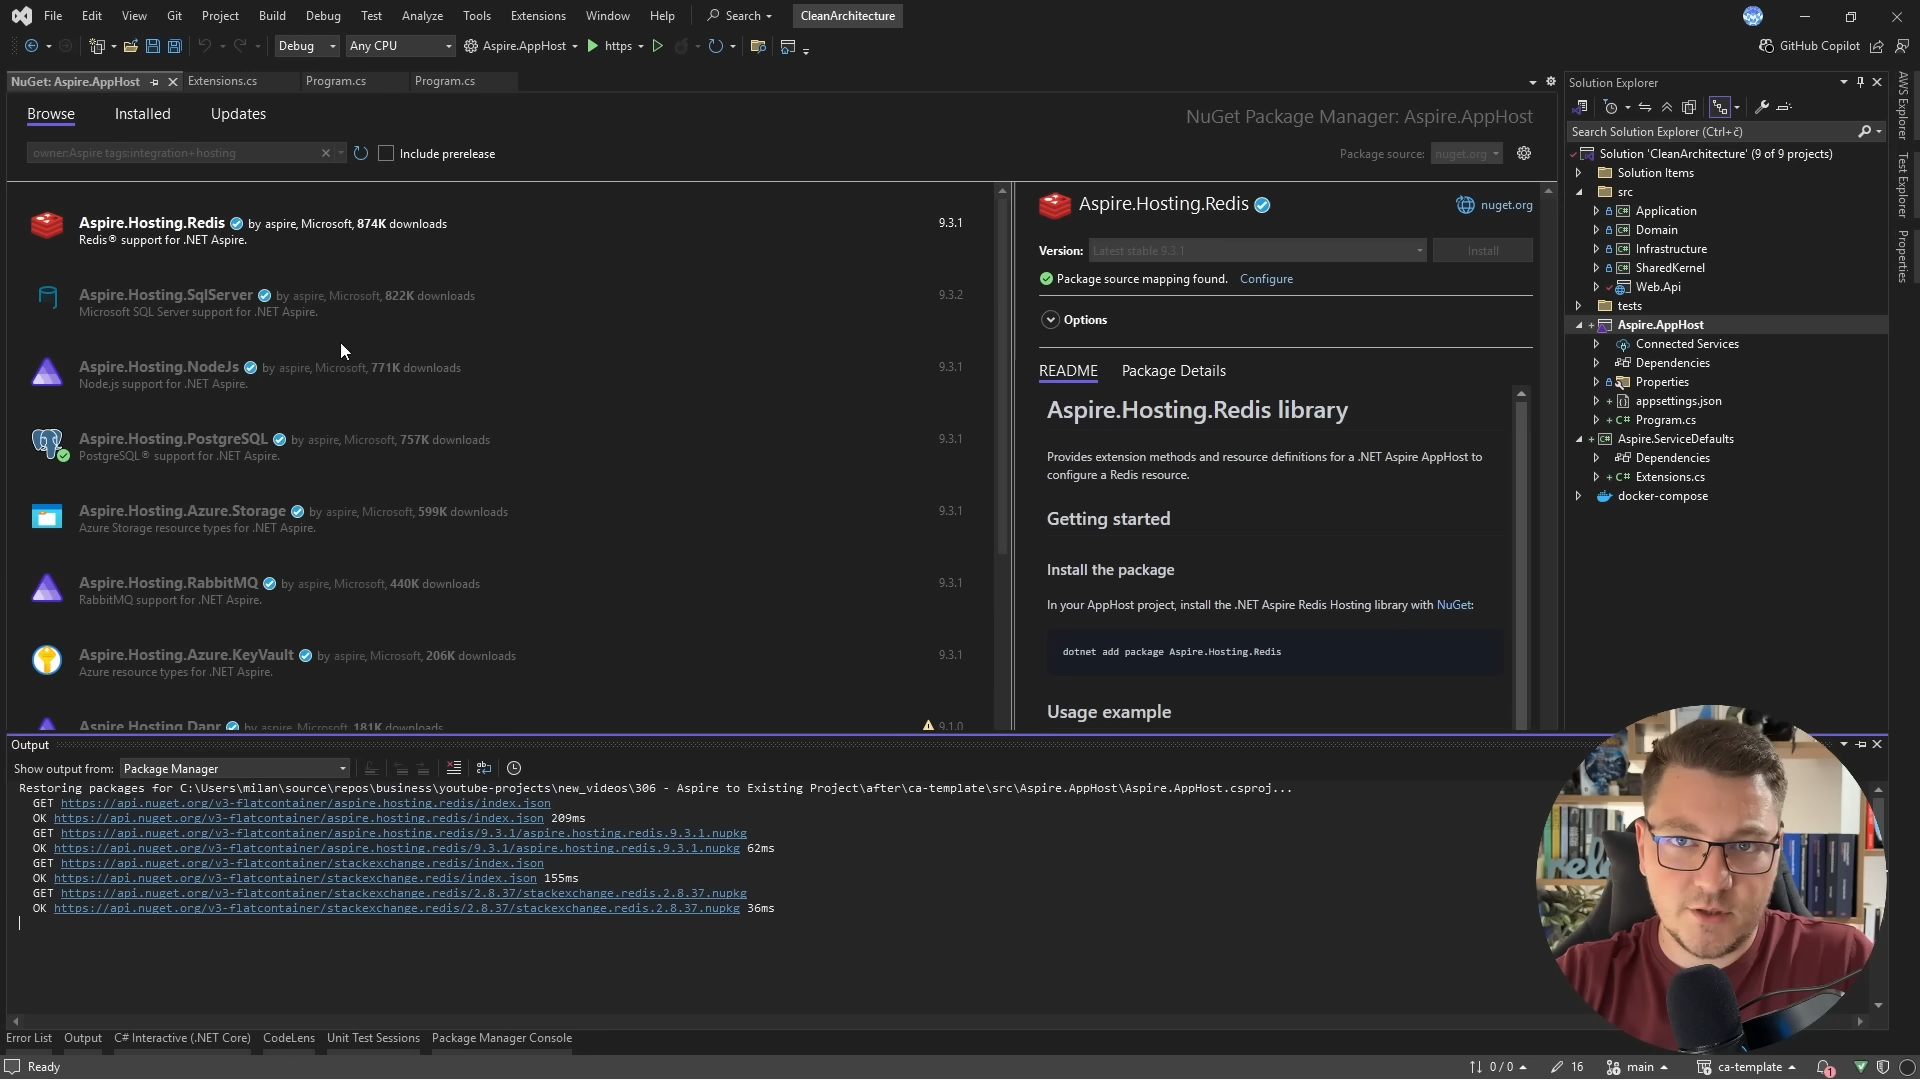 File Edit View Git Project Build Debug Test Analyze Tools Extensions Window Help Search CleanArchitecture
Debug Any CPU Aspire.AppHost https GitHub Copilot
NuGet: Aspire.AppHost Extensions.cs Program.cs Program.cs
Browse Installed Updates
NuGet Package Manager: Aspire.AppHost
owner:Aspire tags:integration+hosting Include prerelease Package source: nuget.org
Aspire.Hosting.Redis by aspire, Microsoft, 874K downloads 9.3.1
Redis® support for .NET Aspire.
Aspire.Hosting.SqlServer by aspire, Microsoft, 822K downloads 9.3.2
Microsoft SQL Server support for .NET Aspire.
Aspire.Hosting.NodeJs by aspire, Microsoft, 771K downloads 9.3.1
Node.js support for .NET Aspire.
Aspire.Hosting.PostgreSQL by aspire, Microsoft, 757K downloads 9.3.1
PostgreSQL® support for .NET Aspire.
Aspire.Hosting.Azure.Storage by aspire, Microsoft, 599K downloads 9.3.1
Azure Storage resource types for .NET Aspire.
Aspire.Hosting.RabbitMQ by aspire, Microsoft, 440K downloads 9.3.1
RabbitMQ support for .NET Aspire.
Aspire.Hosting.Azure.KeyVault by aspire, Microsoft, 206K downloads 9.3.1
Azure resource types for .NET Aspire.
Aspire.Hosting.Dapr by aspire, Microsoft, 181K downloads 9.1.0
Aspire.Hosting.Redis nuget.org
Version: Latest stable 9.3.1 Install
Package source mapping found. Configure
Options
README Package Details
Aspire.Hosting.Redis library
Provides extension methods and resource definitions for a .NET Aspire AppHost to
configure a Redis resource.
Getting started
Install the package
In your AppHost project, install the .NET Aspire Redis Hosting library with NuGet:
dotnet add package Aspire.Hosting.Redis
Usage example
Solution Explorer
Search Solution Explorer (Ctrl+č)
Solution 'CleanArchitecture' (9 of 9 projects)
Solution Items
src
C# Application
C# Domain
C# Infrastructure
C# SharedKernel
Web.Api
tests
Aspire.AppHost
Connected Services
Dependencies
Properties
appsettings.json
C# Program.cs
C# Aspire.ServiceDefaults
Dependencies
C# Extensions.cs
docker-compose
AWS Explorer
Test Explorer
Properties
Output
Show output from: Package Manager
Restoring packages for C:\Users\milan\source\repos\business\youtube-projects\new_videos\306 - Aspire to Existing Project\after\ca-template\src\Aspire.AppHost\Aspire.AppHost.csproj...
GET https://api.nuget.org/v3-flatcontainer/aspire.hosting.redis/index.json
OK https://api.nuget.org/v3-flatcontainer/aspire.hosting.redis/index.json 209ms
GET https://api.nuget.org/v3-flatcontainer/aspire.hosting.redis/9.3.1/aspire.hosting.redis.9.3.1.nupkg
OK https://api.nuget.org/v3-flatcontainer/aspire.hosting.redis/9.3.1/aspire.hosting.redis.9.3.1.nupkg 62ms
GET https://api.nuget.org/v3-flatcontainer/stackexchange.redis/index.json
OK https://api.nuget.org/v3-flatcontainer/stackexchange.redis/index.json 155ms
GET https://api.nuget.org/v3-flatcontainer/stackexchange.redis/2.8.37/stackexchange.redis.2.8.37.nupkg
OK https://api.nuget.org/v3-flatcontainer/stackexchange.redis/2.8.37/stackexchange.redis.2.8.37.nupkg 36ms
Error List Output C# Interactive (.NET Core) CodeLens Unit Test Sessions Package Manager Console
Ready 0 / 0 16 main ca-template 1